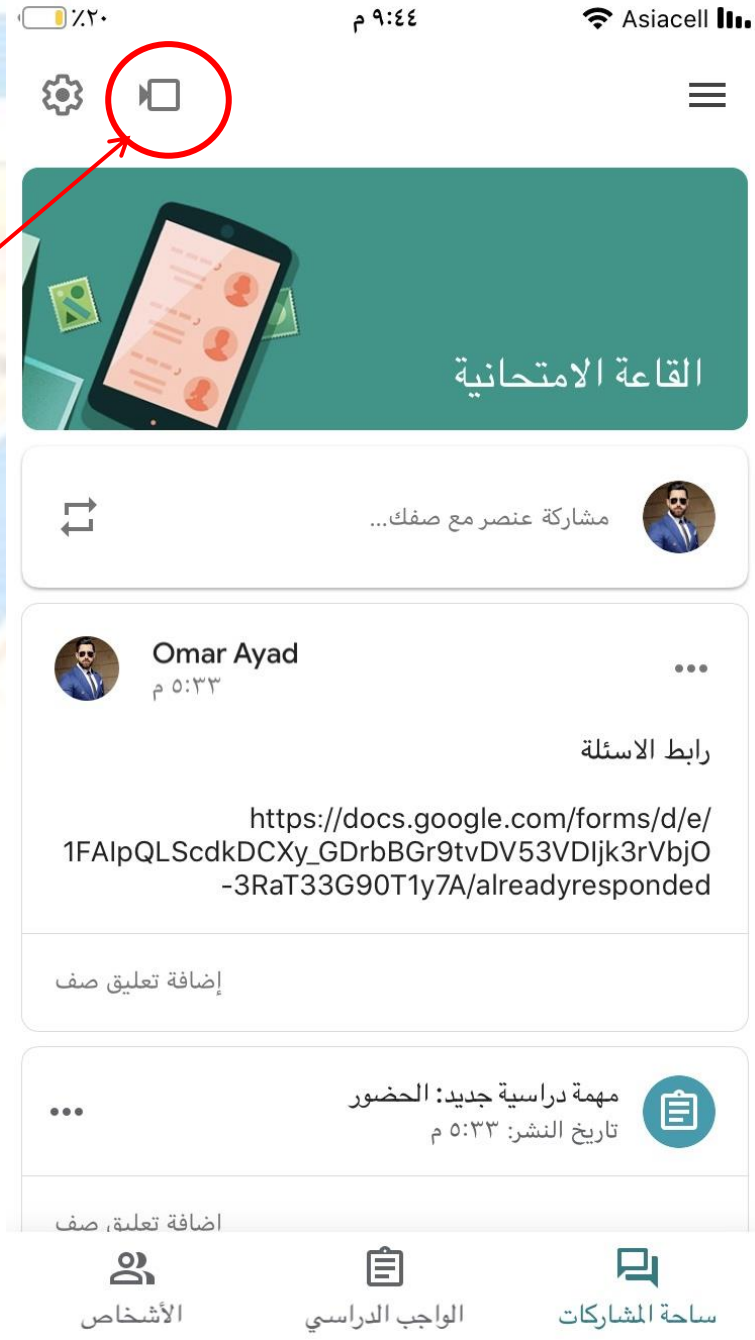 ٪٢٠
٩:٤٤ م
Asiacell
القاعة الامتحانية
مشاركة عنصر مع صفك...
Omar Ayad
٥:٣٣ م
رابط الاسئلة
https://docs.google.com/forms/d/e/
1FAIpQLScdkDCXy_GDrbBGr9tvDV53VDIjk3rVbjO
-3RaT33G90T1y7A/alreadyresponded
إضافة تعليق صف
مهمة دراسية جديد: الحضور
تاريخ النشر: ٥:٣٣ م
إضافة تعليق صف
ساحة المشاركات
الواجب الدراسي
الأشخاص